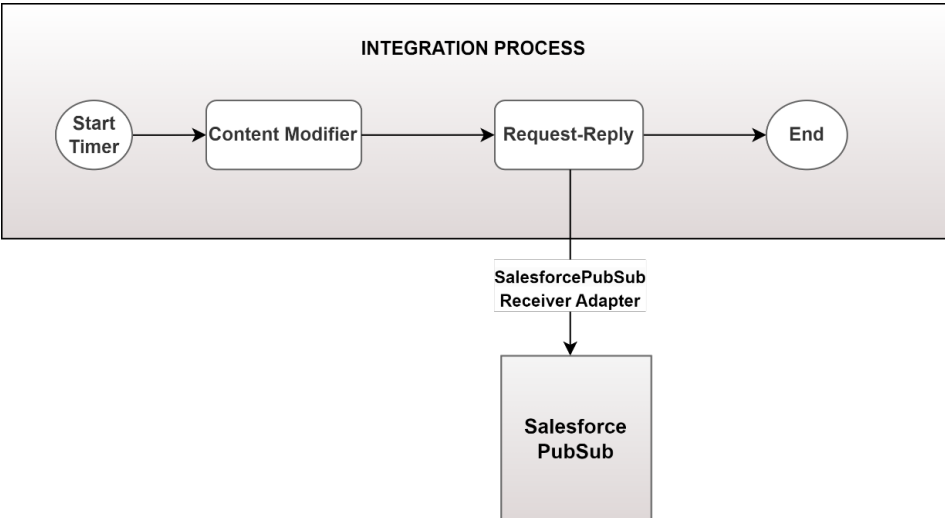 INTEGRATION PROCESS
Start
Timer
Content Modifier
Request-Reply
End
SalesforcePubSub
Receiver Adapter
Salesforce
PubSub